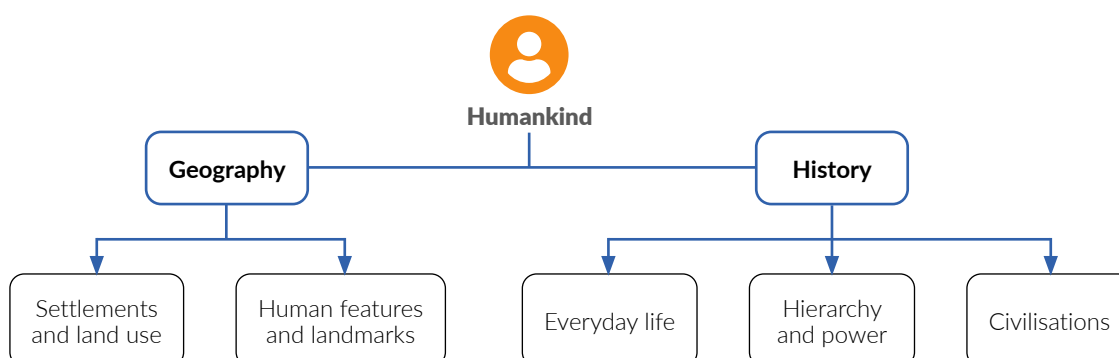 Humankind
Geography
History
Settlements
and land use
Human features
and landmarks
Everyday life
Hierarchy
and power
Civilisations